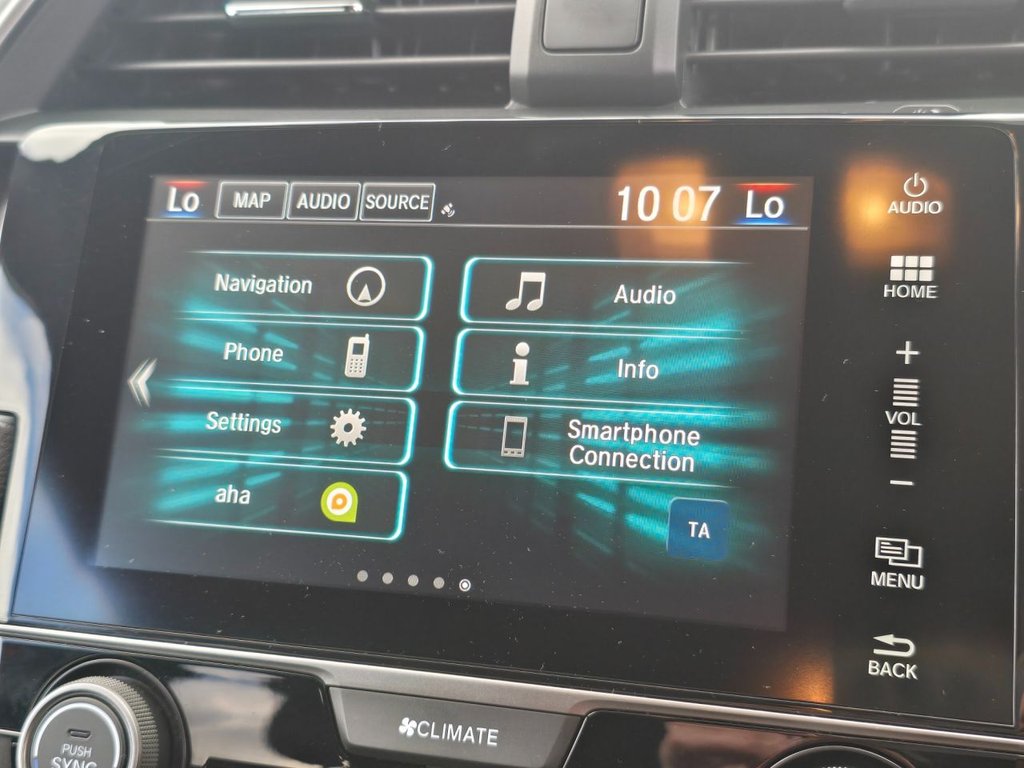 Lo MAP AUDIO SOURCE 10 07 Lo
AUDIO
Navigation
Audio
HOME
Phone
Info
Settings
Smartphone
Connection
VOL
aha
TA
MENU
BACK
CLIMATE
PUSH
SYNC